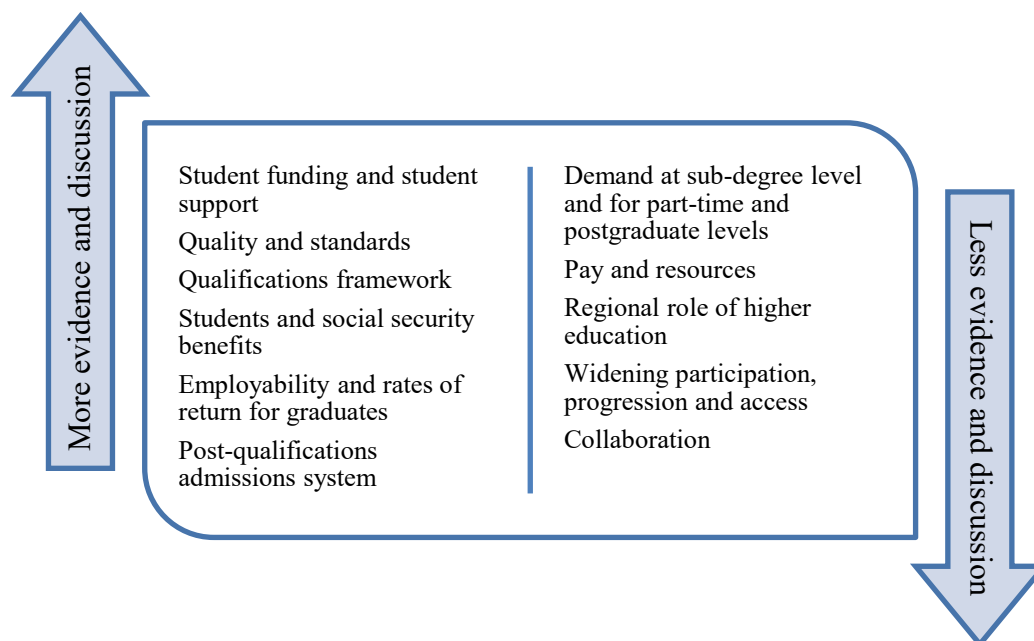 More evidence and discussion
Student funding and student
support
Quality and standards
Qualifications framework
Students and social security
benefits
Employability and rates of
return for graduates
Post-qualifications
admissions system
Demand at sub-degree level
and for part-time and
postgraduate levels
Pay and resources
Regional role of higher
education
Widening participation,
progression and access
Collaboration
Less evidence and discussion